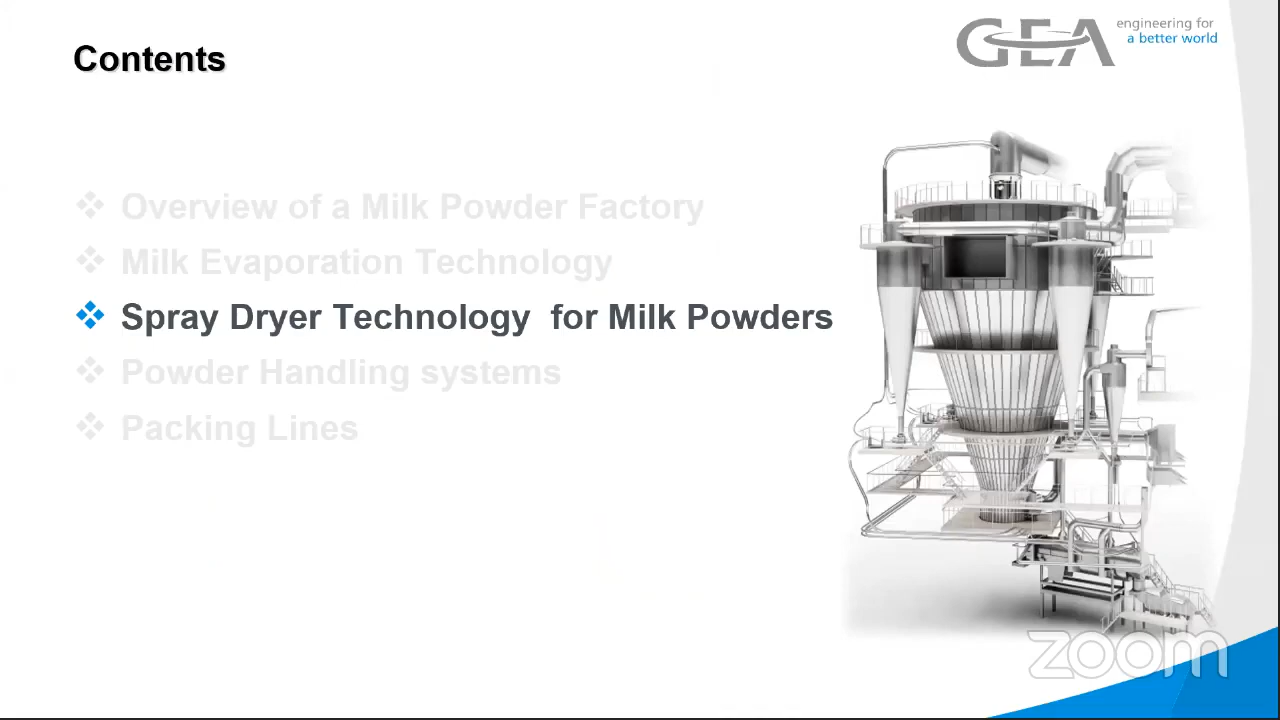 Contents
GEA
engineering for
a better world
Overview of a Milk Powder Factory
Milk Evaporation Technology
Spray Dryer Technology for Milk Powders
Powder Handling systems
Packing Lines
zoom